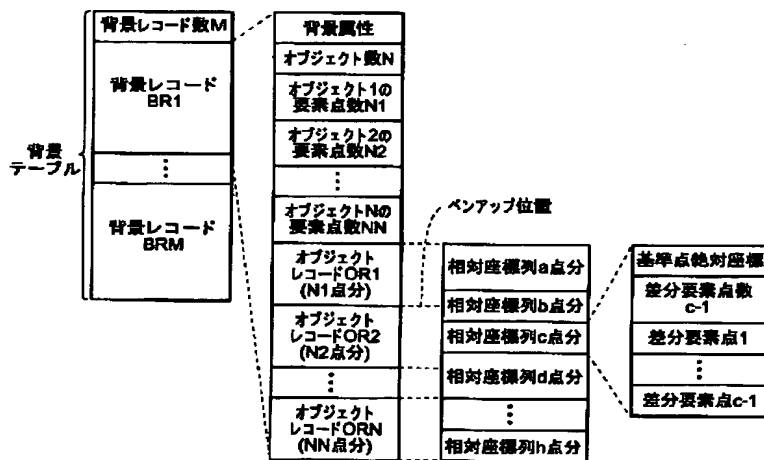 背景レコード数M
背景レコード
BR1
背景
テーブル
⋮
背景レコード
BRM
背景属性
オブジェクト数N
オブジェクト1の
要素点数N1
オブジェクト2の
要素点数N2
⋮
オブジェクトNの
要素点数NN
オブジェクト
レコードOR1
(N1点分)
オブジェクト
レコードOR2
(N2点分)
⋮
オブジェクト
レコードORN
(NN点分)
ペンアップ位置
相対座標列a点分
相対座標列b点分
相対座標列c点分
相対座標列d点分
⋮
相対座標列h点分
基準点絶対座標
差分要素点数
c-1
差分要素点1
⋮
差分要素点c-1